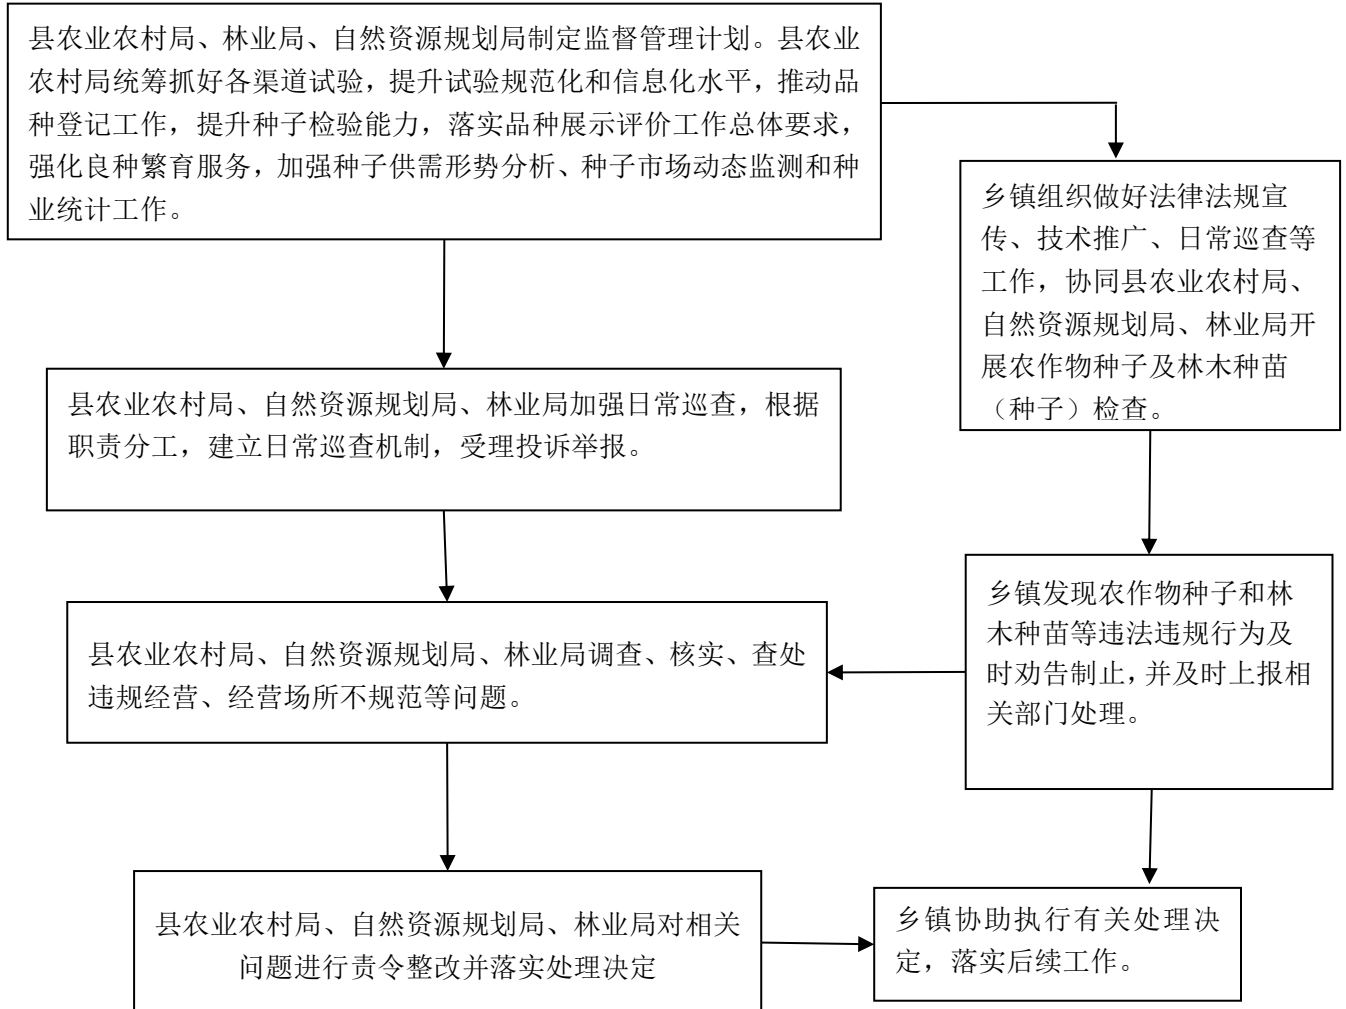 县农业农村局、林业局、自然资源规划局制定监督管理计划。县农业
农村局统筹抓好各渠道试验，提升试验规范化和信息化水平，推动品
种登记工作，提升种子检验能力，落实品种展示评价工作总体要求，
强化良种繁育服务，加强种子供需形势分析、种子市场动态监测和种
业统计工作。
乡镇组织做好法律法规宣
传、技术推广、日常巡查等
工作，协同县农业农村局、
自然资源规划局、林业局开
展农作物种子及林木种苗
（种子）检查。
县农业农村局、自然资源规划局、林业局加强日常巡查，根据
职责分工，建立日常巡查机制，受理投诉举报。
乡镇发现农作物种子和林
木种苗等违法违规行为及
时劝告制止，并及时上报相
关部门处理。
县农业农村局、自然资源规划局、林业局调查、核实、查处
违规经营、经营场所不规范等问题。
县农业农村局、自然资源规划局、林业局对相关
问题进行责令整改并落实处理决定
乡镇协助执行有关处理决
定，落实后续工作。